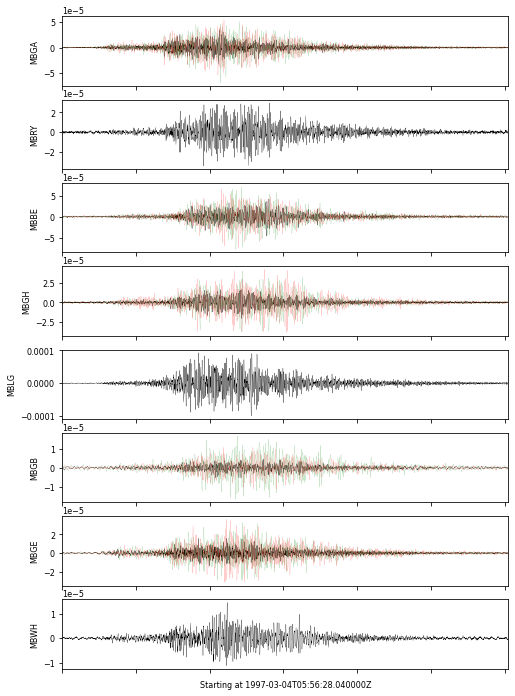 1e−5
5
0
−5
MBGA
1e−5
2
0
−2
MBRY
1e−5
5
0
−5
MBBE
1e−5
2.5
0.0
−2.5
MBGH
0.0001
0.0000
−0.0001
MBLG
1e−5
1
0
−1
MBGB
1e−5
2
0
−2
MBGE
1e−5
1
0
−1
MBWH
Starting at 1997-03-04T05:56:28.040000Z